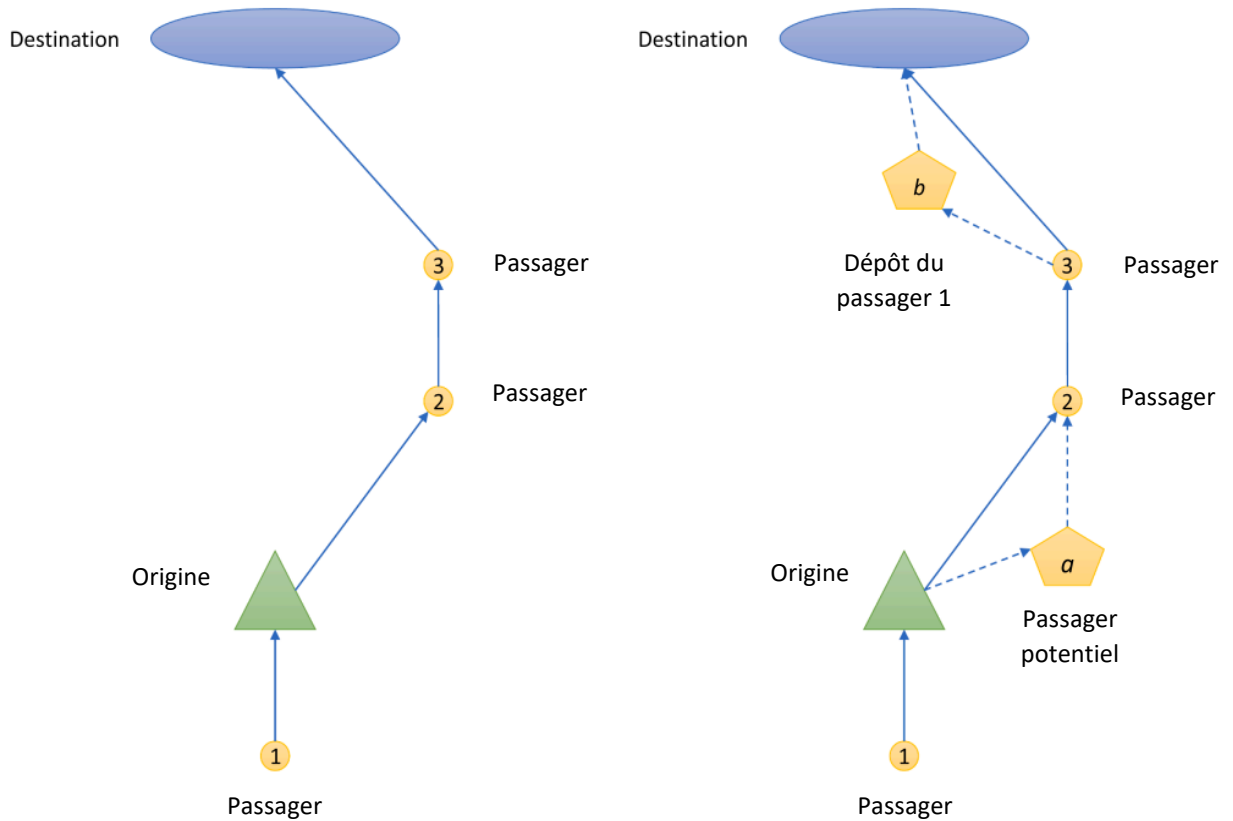 Destination
3
Passager
2
Passager
Origine
1
Passager
Destination
b
Dépôt du
passager 1
3
Passager
2
Passager
Origine
a
Passager
potentiel
1
Passager